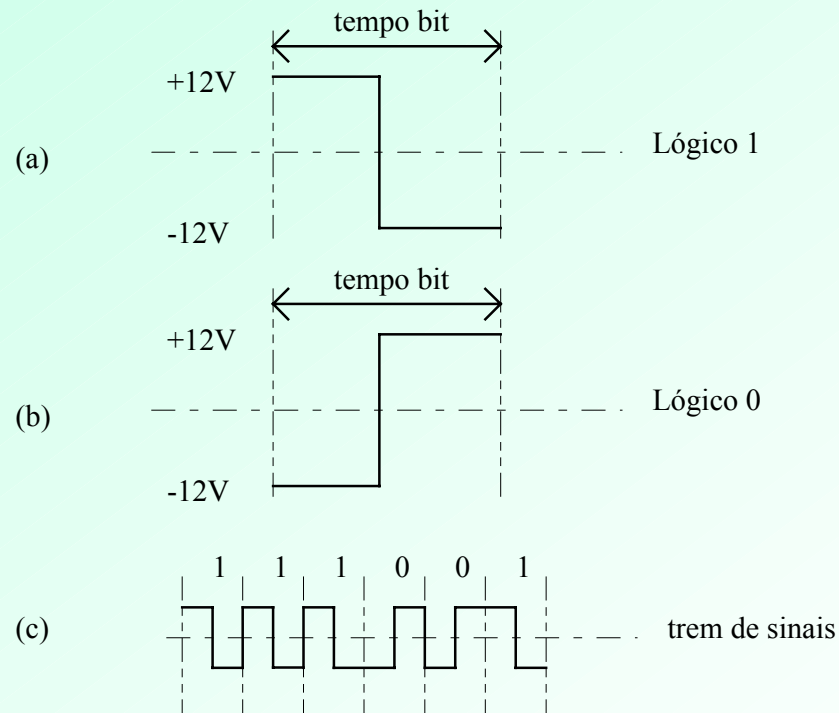 tempo bit
+12V
(a)
Lógico 1
-12V
tempo bit
+12V
(b)
Lógico 0
-12V
1 1 1 0 0 1
(c)
trem de sinais